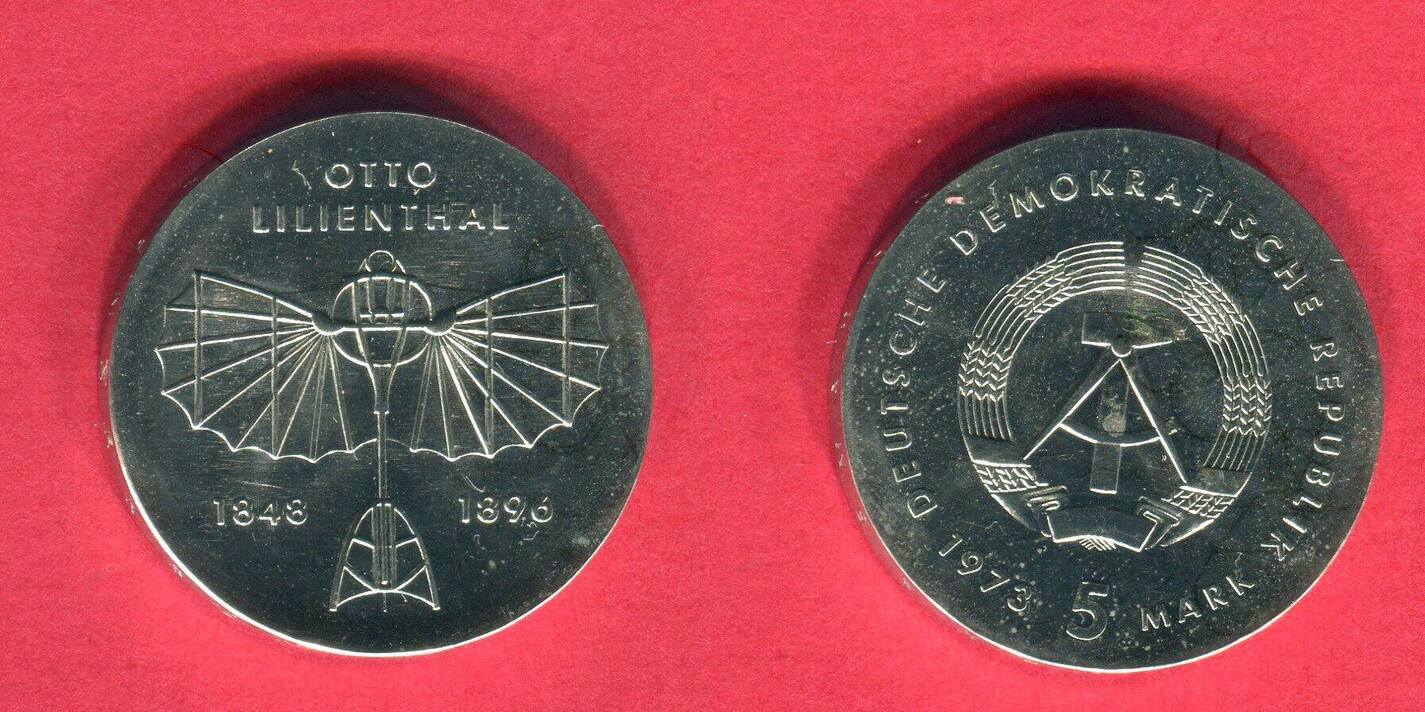 OTTO
LILIENTHAL
1848 1896
DEUTSCHE DEMOKRATISCHE REPUBLIK
1973 5 MARK